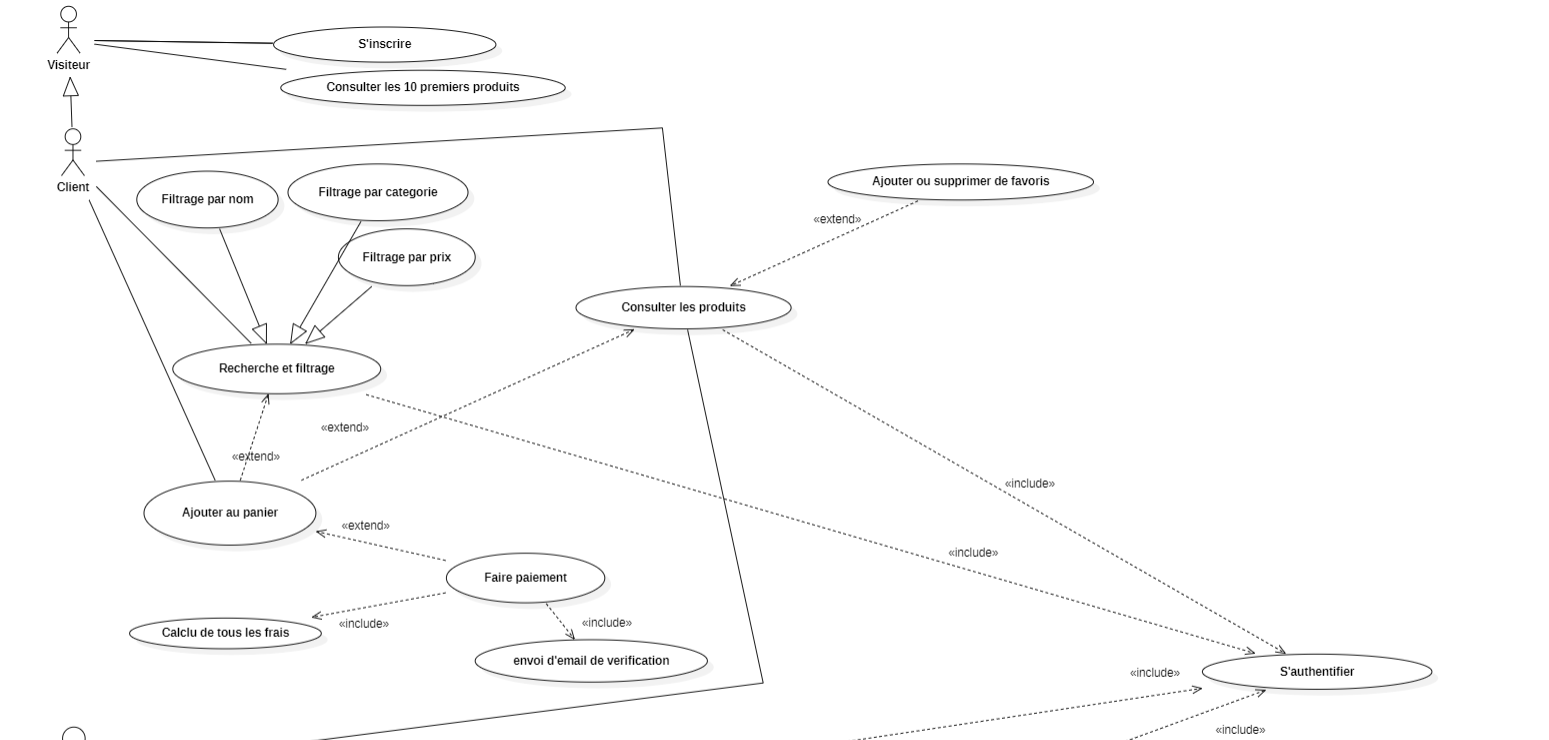 S'inscrire
Visiteur
Consulter les 10 premiers produits
Client
Filtrage par nom
Filtrage par categorie
Ajouter ou supprimer de favoris
«extend»
Filtrage par prix
Consulter les produits
Recherche et filtrage
«extend»
«extend»
«include»
Ajouter au panier
«extend»
«include»
Faire paiement
«include»
«include»
Calclu de tous les frais
envoi d'email de verification
S'authentifier
«include»
«include»